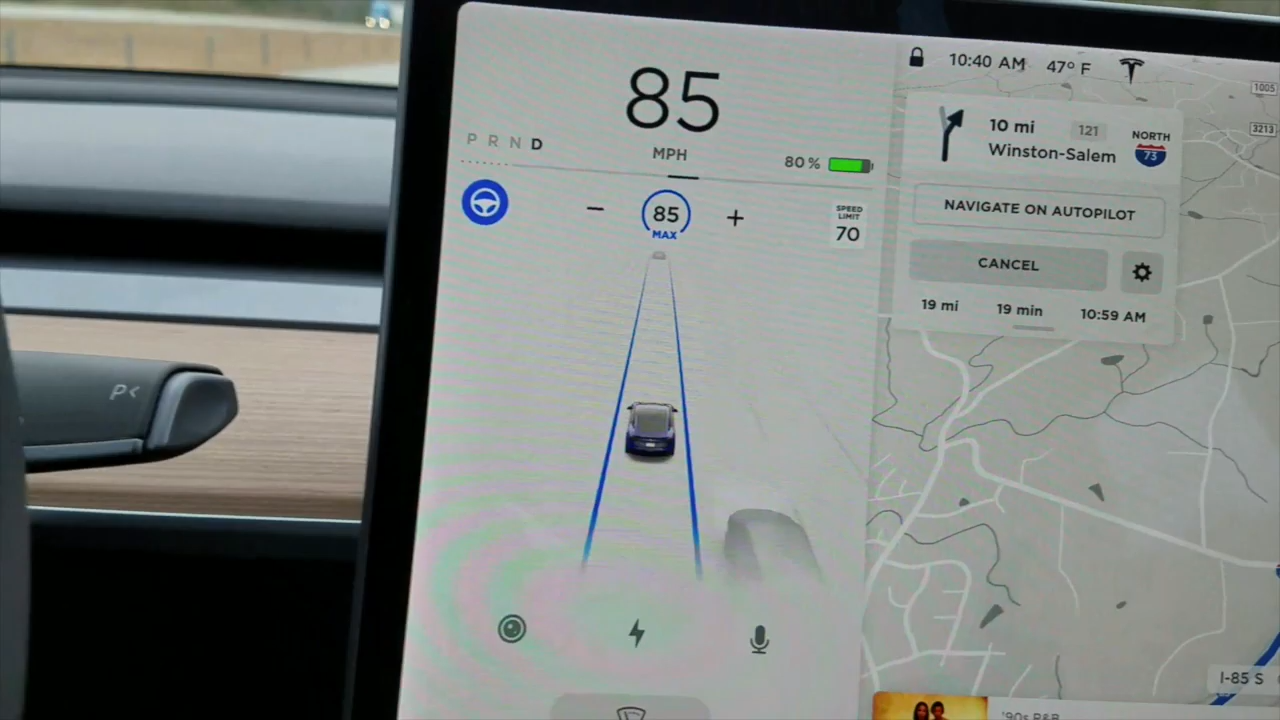 85
MPH
P R N D
80 %
85
MAX
SPEED
LIMIT
70
10:40 AM 47° F
10 mi 121
Winston-Salem
NORTH
73
NAVIGATE ON AUTOPILOT
CANCEL
19 mi 19 min 10:59 AM
1005
3213
I-85 S
'90s R&B
P<